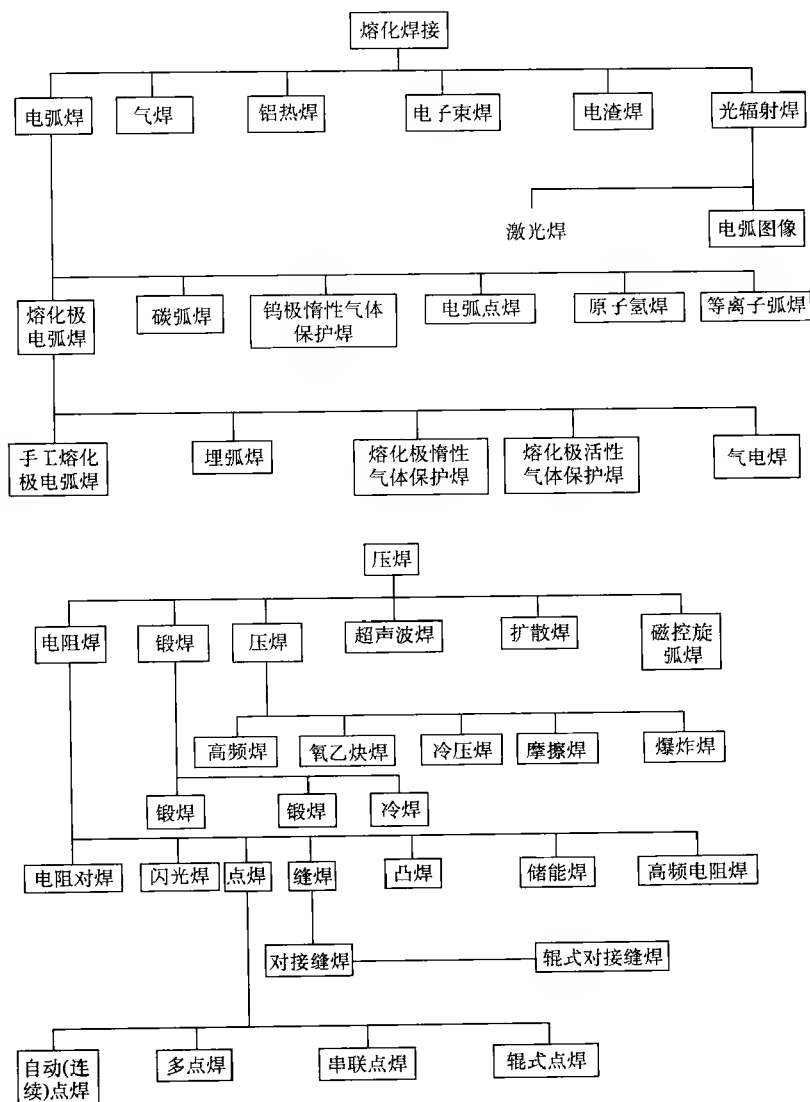 熔化焊接
电弧焊
气焊
铝热焊
电子束焊
电渣焊
光辐射焊
激光焊
电弧图像
熔化极
电弧焊
碳弧焊
钨极惰性气体
保护焊
电弧点焊
原子氢焊
等离子弧焊
手工熔化
极电弧焊
埋弧焊
熔化极惰性
气体保护焊
熔化极活性
气体保护焊
气电焊
压焊
电阻焊
锻焊
压焊
超声波焊
扩散焊
磁控旋
弧焊
高频焊
氧乙炔焊
冷压焊
摩擦焊
爆炸焊
锻焊
锻焊
冷焊
电阻对焊
闪光焊
点焊
缝焊
凸焊
储能焊
高频电阻焊
对接缝焊
辊式对接缝焊
自动(连
续)点焊
多点焊
串联点焊
辊式点焊